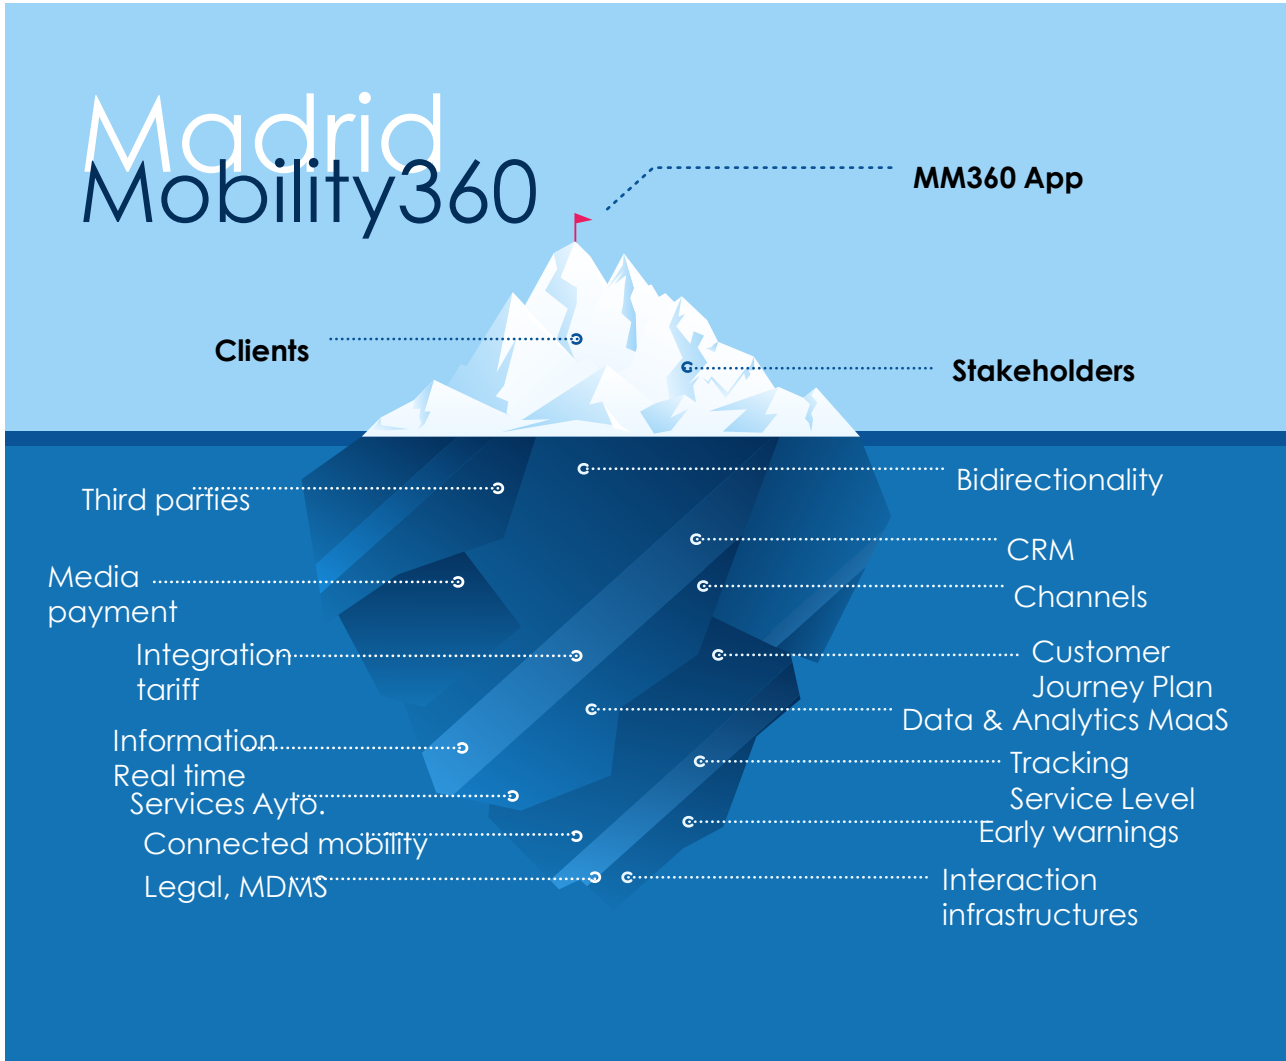 Madrid
Mobility360
MM360 App
Clients
Stakeholders
Third parties
Media
payment
Integration
tariff
Information
Real time
Services Ayto.
Connected mobility
Legal, MDMS
Bidirectionality
CRM
Channels
Customer
Journey Plan
Data & Analytics MaaS
Tracking
Service Level
Early warnings
Interaction
infrastructures